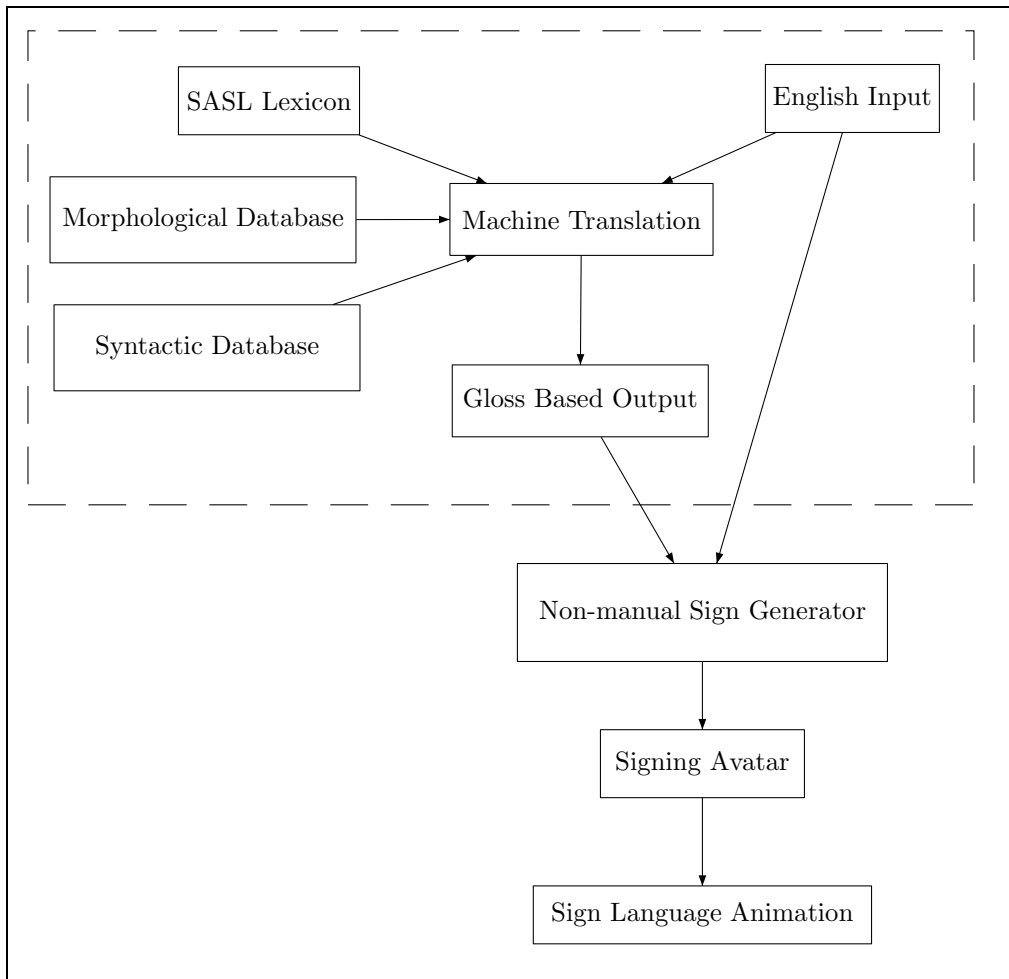 SASL Lexicon
English Input
Morphological Database
Machine Translation
Syntactic Database
Gloss Based Output
Non-manual Sign Generator
Signing Avatar
Sign Language Animation